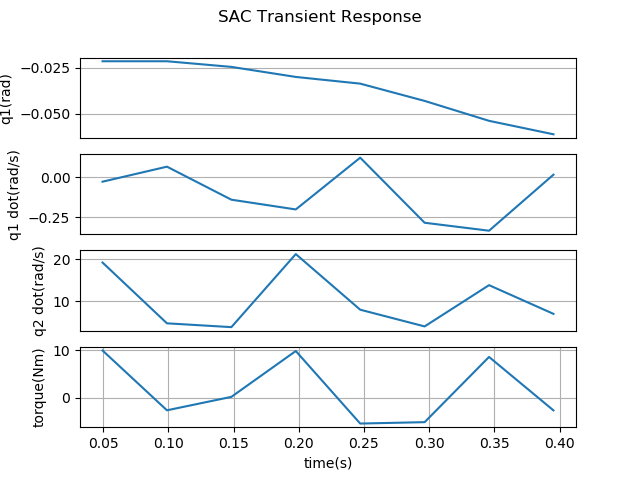 SAC Transient Response
q1(rad)
−0.025
−0.050
q1 dot(rad/s)
0.00
−0.25
q2 dot(rad/s)
20
10
torque(Nm)
10
0
0.05 0.10 0.15 0.20 0.25 0.30 0.35 0.40
time(s)